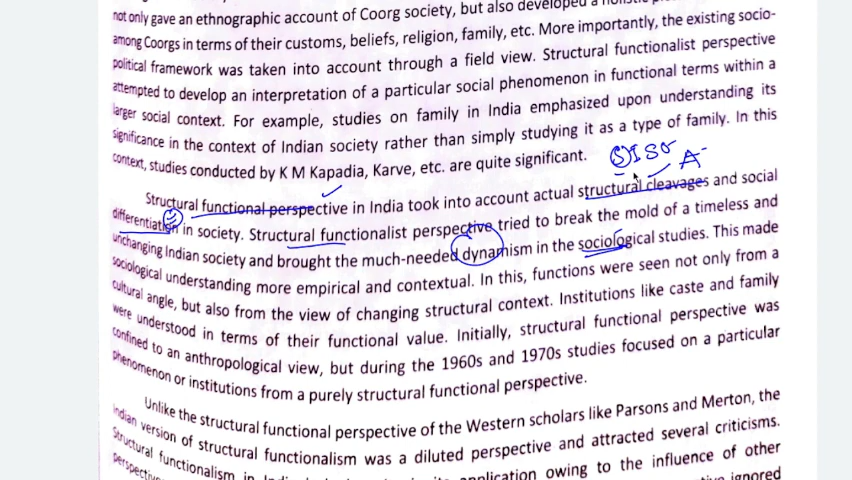 not only gave an ethnographic account of Coorg society, but also developed a
among Coorgs in terms of their customs, beliefs, religion, family, etc. More importantly, the existing socio-
political framework was taken into account through a field view. Structural functionalist perspective
attempted to develop an interpretation of a particular social phenomenon in functional terms within a
larger social context. For example, studies on family in India emphasized upon understanding its
significance in the context of Indian society rather than simply studying it as a type of family. In this
context, studies conducted by K M Kapadia, Karve, etc. are quite significant.
Structural functional perspective in India took into account actual structural cleavages and social
differentiation in society. Structural functionalist perspective tried to break the mold of a timeless and
unchanging Indian society and brought the much-needed dynamism in the sociological studies. This made
sociological understanding more empirical and contextual. In this, functions were seen not only from a
cultural angle, but also from the view of changing structural context. Institutions like caste and family
were understood in terms of their functional value. Initially, structural functional perspective was
confined to an anthropological view, but during the 1960s and 1970s studies focused on a particular
phenomenon or institutions from a purely structural functional perspective.
Unlike the structural functional perspective of the Western scholars like Parsons and Merton, the
Indian version of structural functionalism was a diluted perspective and attracted several criticisms.
Structural functionalism in application owing to the influence of other
ignored